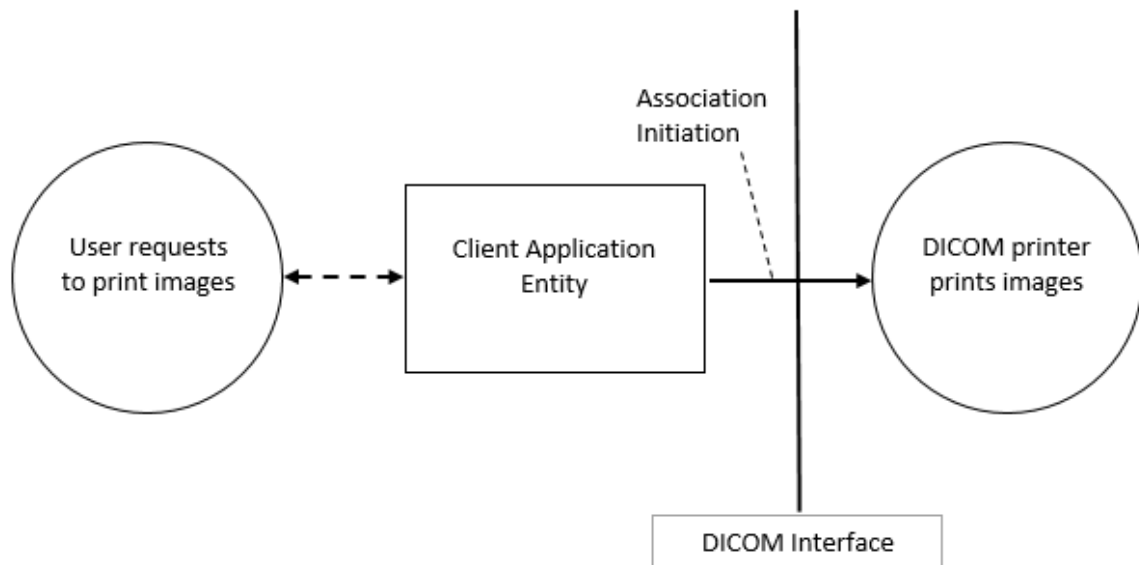 Association
Initiation
User requests
to print images
Client Application
Entity
DICOM printer
prints images
DICOM Interface